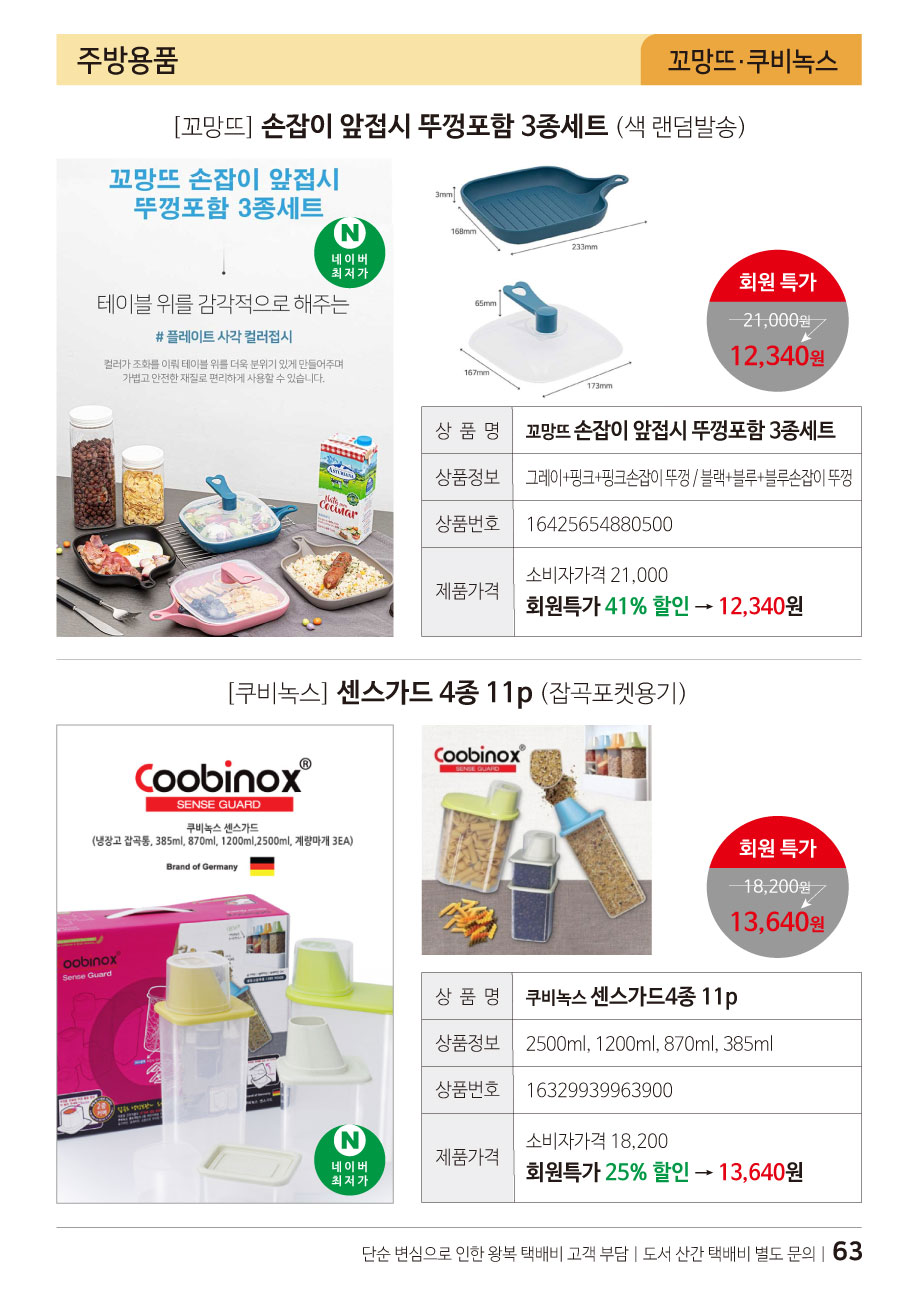 주방용품
꼬망뜨·쿠비녹스
[꼬망뜨] 손잡이 앞접시 뚜껑포함 3종세트 (색 랜덤발송)
꼬망뜨 손잡이 앞접시
뚜껑포함 3종세트
N
네이버
최저가
테이블 위를 감각적으로 해주는
# 플레이트 사각 컬러접시
컬러가 조화를 이뤄 테이블 위를 더욱 분위기 있게 만들어주며
가볍고 안전한 재질로 편리하게 사용할 수 있습니다.
ASTURIANA
Nata
Cocinar
3mm
168mm
233mm
65mm
167mm
173mm
회원 특가
21,000원
12,340원
상 품 명 꼬망뜨 손잡이 앞접시 뚜껑포함 3종세트
상품정보 그레이+핑크+핑크손잡이 뚜껑 / 블랙+블루+블루손잡이 뚜껑
상품번호 16425654880500
제품가격 소비자가격 21,000
회원특가 41% 할인 → 12,340원
[쿠비녹스] 센스가드 4종 11p (잡곡포켓용기)
Coobinox®
SENSE GUARD
쿠비녹스 센스가드
(냉장고 잡곡통, 385ml, 870ml, 1200ml,2500ml, 계량마개 3EA)
Brand of Germany
oobinox
Sense Guard
N
네이버
최저가
Coobinox®
SENSE GUARD
회원 특가
18,200원
13,640원
상 품 명 쿠비녹스 센스가드4종 11p
상품정보 2500ml, 1200ml, 870ml, 385ml
상품번호 16329939963900
제품가격 소비자가격 18,200
회원특가 25% 할인 → 13,640원
단순 변심으로 인한 왕복 택배비 고객 부담 | 도서 산간 택배비 별도 문의 | 63